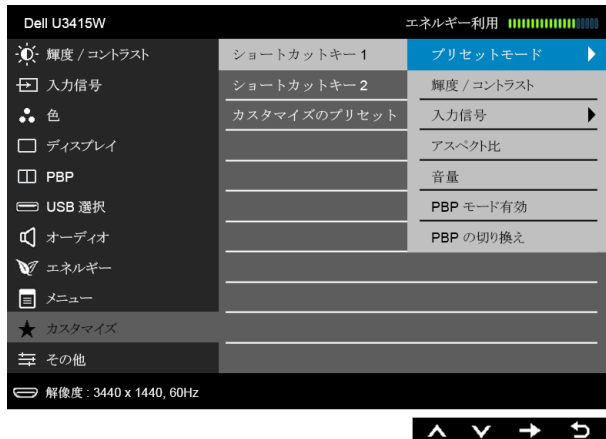 Dell U3415W
エネルギー利用
輝度 / コントラスト
入力信号
色
ディスプレイ
PBP
USB 選択
オーディオ
エネルギー
メニュー
カスタマイズ
その他
ショートカットキー 1
ショートカットキー 2
カスタマイズのプリセット
プリセットモード
輝度 / コントラスト
入力信号
アスペクト比
音量
PBP モード有効
PBP の切り換え
解像度 : 3440 x 1440, 60Hz